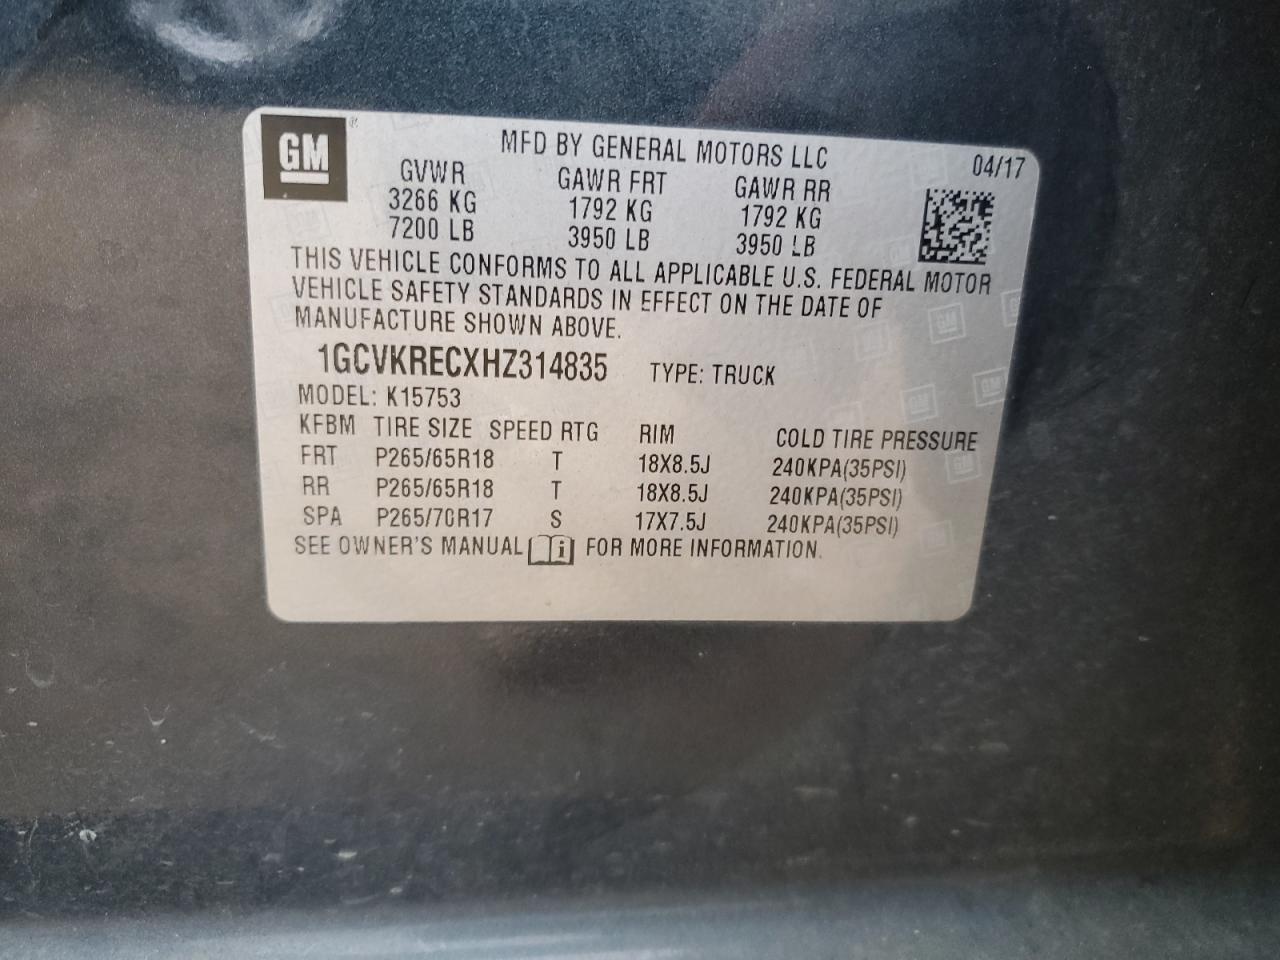 GM ®
MFD BY GENERAL MOTORS LLC 04/17
GVWR GAWR FRT GAWR RR
3266 KG 1792 KG 1792 KG
7200 LB 3950 LB 3950 LB
THIS VEHICLE CONFORMS TO ALL APPLICABLE U.S. FEDERAL MOTOR
VEHICLE SAFETY STANDARDS IN EFFECT ON THE DATE OF
MANUFACTURE SHOWN ABOVE.
1GCVKRECXHZ314835 TYPE: TRUCK
MODEL: K15753
KFBM TIRE SIZE SPEED RTG RIM COLD TIRE PRESSURE
FRT P265/65R18 T 18X8.5J 240KPA(35PSI)
RR P265/65R18 T 18X8.5J 240KPA(35PSI)
SPA P265/70R17 S 17X7.5J 240KPA(35PSI)
SEE OWNER'S MANUAL i FOR MORE INFORMATION.